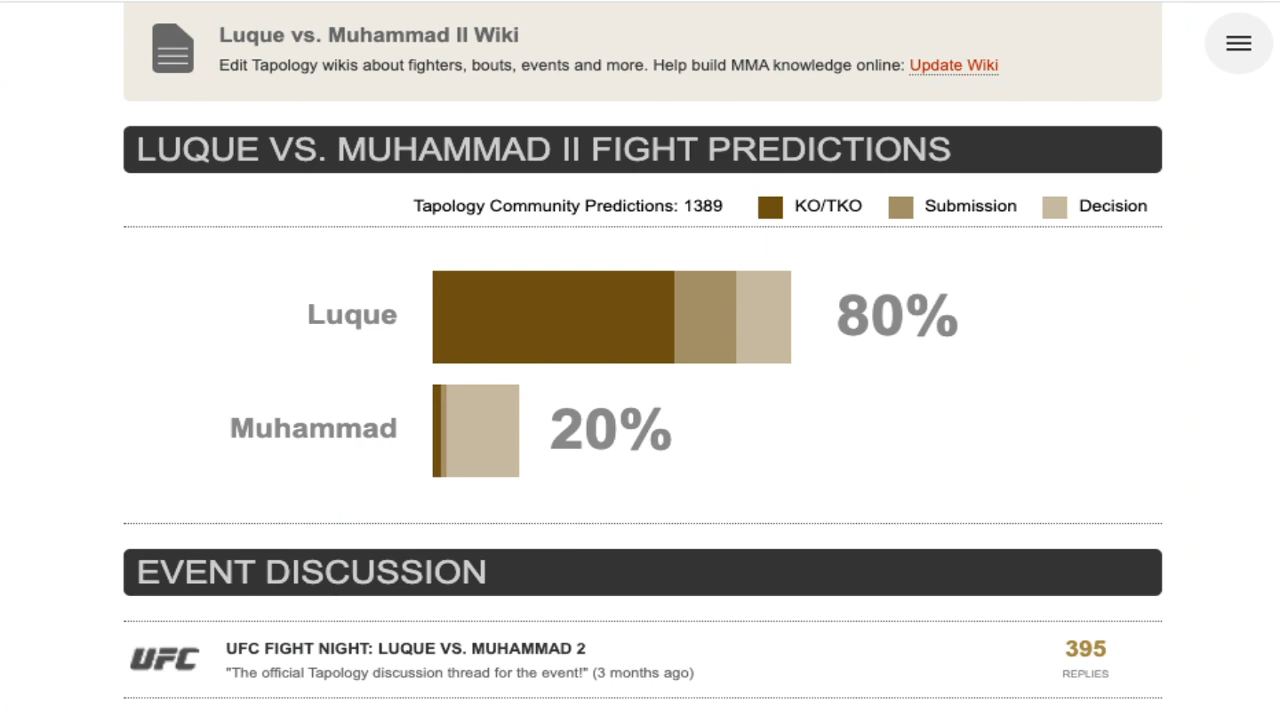 Luque vs. Muhammad II Wiki
Edit Tapology wikis about fighters, bouts, events and more. Help build MMA knowledge online: Update Wiki
LUQUE VS. MUHAMMAD II FIGHT PREDICTIONS
Tapology Community Predictions: 1389 KO/TKO Submission Decision
Luque 80%
Muhammad 20%
EVENT DISCUSSION
UFC UFC FIGHT NIGHT: LUQUE VS. MUHAMMAD 2 395
"The official Tapology discussion thread for the event!" (3 months ago) REPLIES